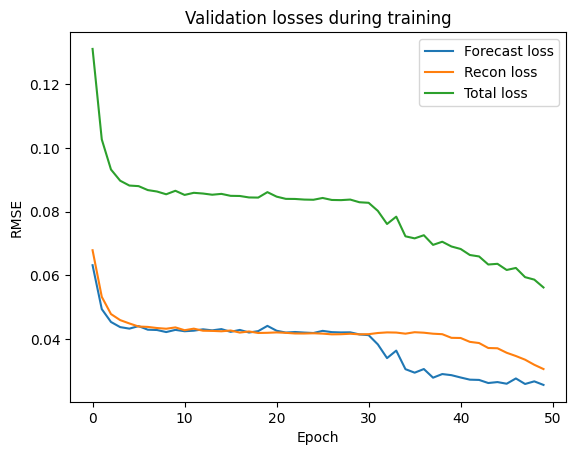 Validation losses during training
Forecast loss
Recon loss
Total loss
RMSE
0.12
0.10
0.08
0.06
0.04
0 10 20 30 40 50
Epoch